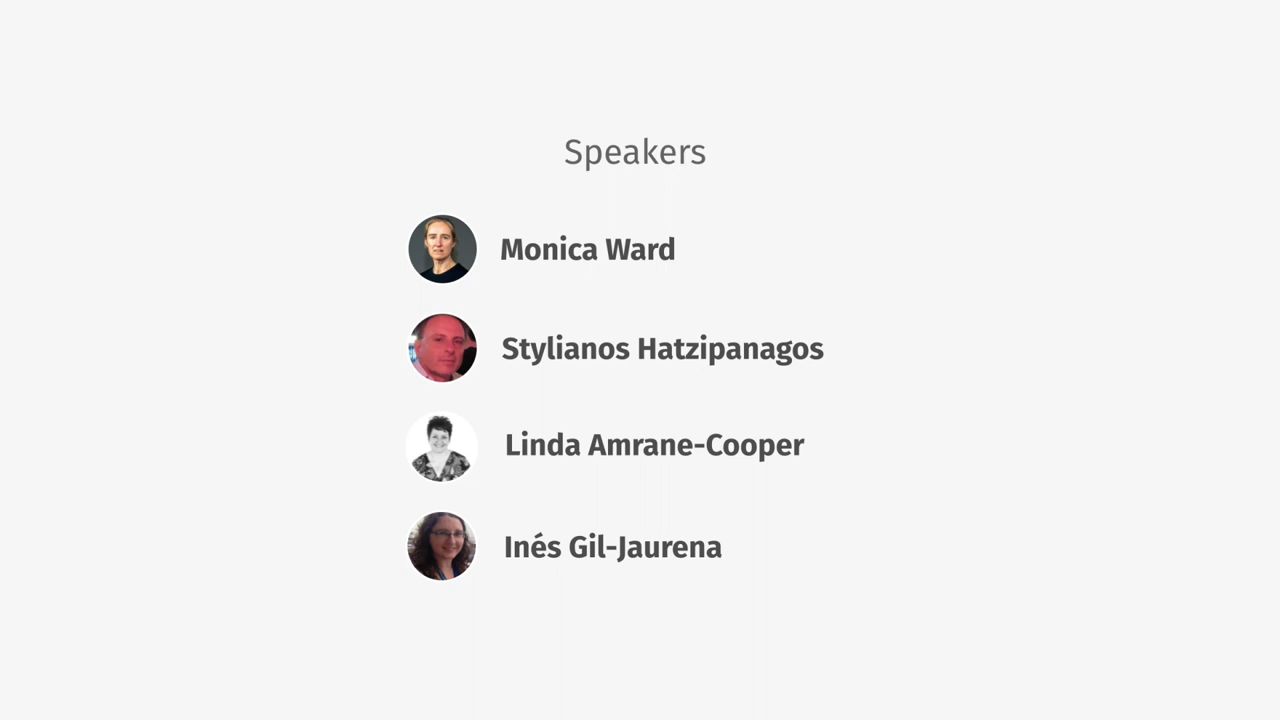 Speakers
Monica Ward
Stylianos Hatzipanagos
Linda Amrane-Cooper
Inés Gil-Jaurena